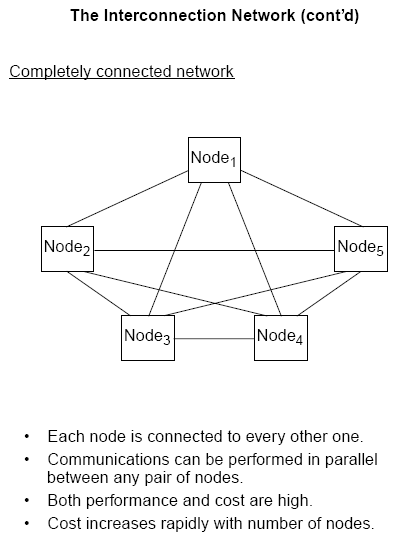 The Interconnection Network (cont’d)
Completely connected network
Node1
Node2
Node5
Node3
Node4
• Each node is connected to every other one.
• Communications can be performed in parallel
between any pair of nodes.
• Both performance and cost are high.
• Cost increases rapidly with number of nodes.